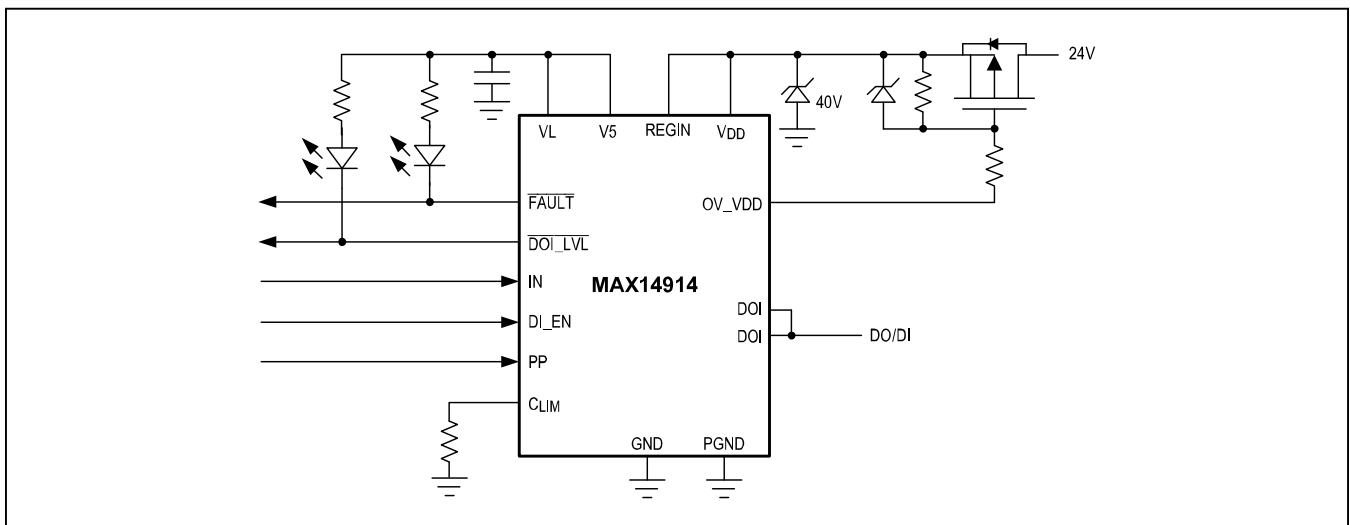 24V
40V
VL V5 REGIN VDD
FAULT
OV_VDD
DOI_LVL
IN
MAX14914
DOI
DI_EN
DOI
DO/DI
PP
CLIM
GND PGND